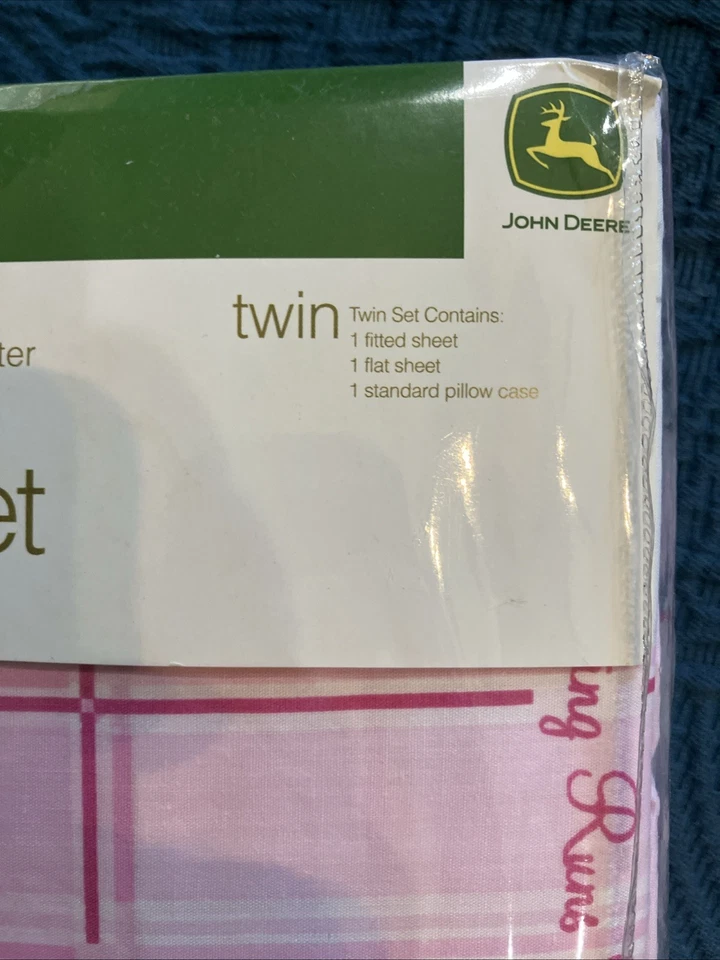 JOHN DEERE
twin
Twin Set Contains:
1 fitted sheet
1 flat sheet
1 standard pillow case
ter
et
ing Runs